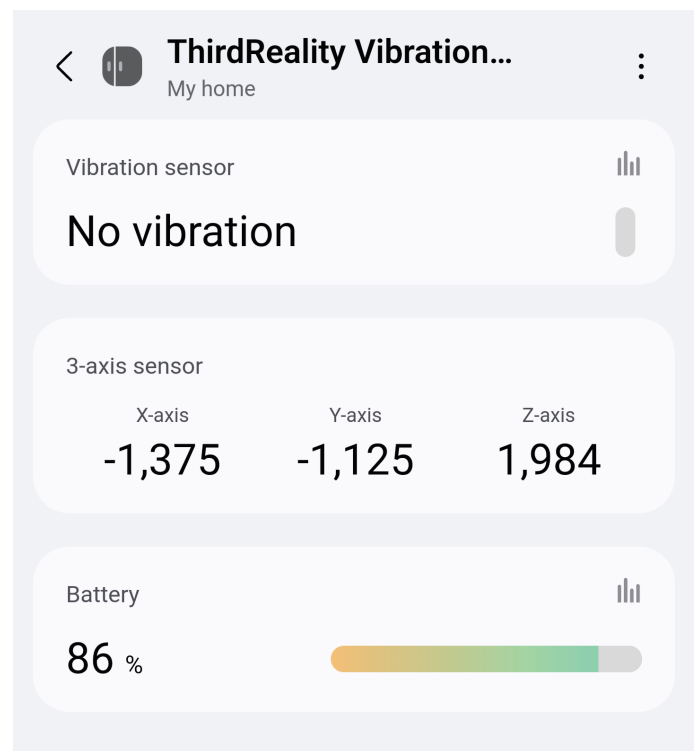 ThirdReality Vibration...
My home
Vibration sensor
No vibration
3-axis sensor
X-axis Y-axis Z-axis
-1,375 -1,125 1,984
Battery
86 %